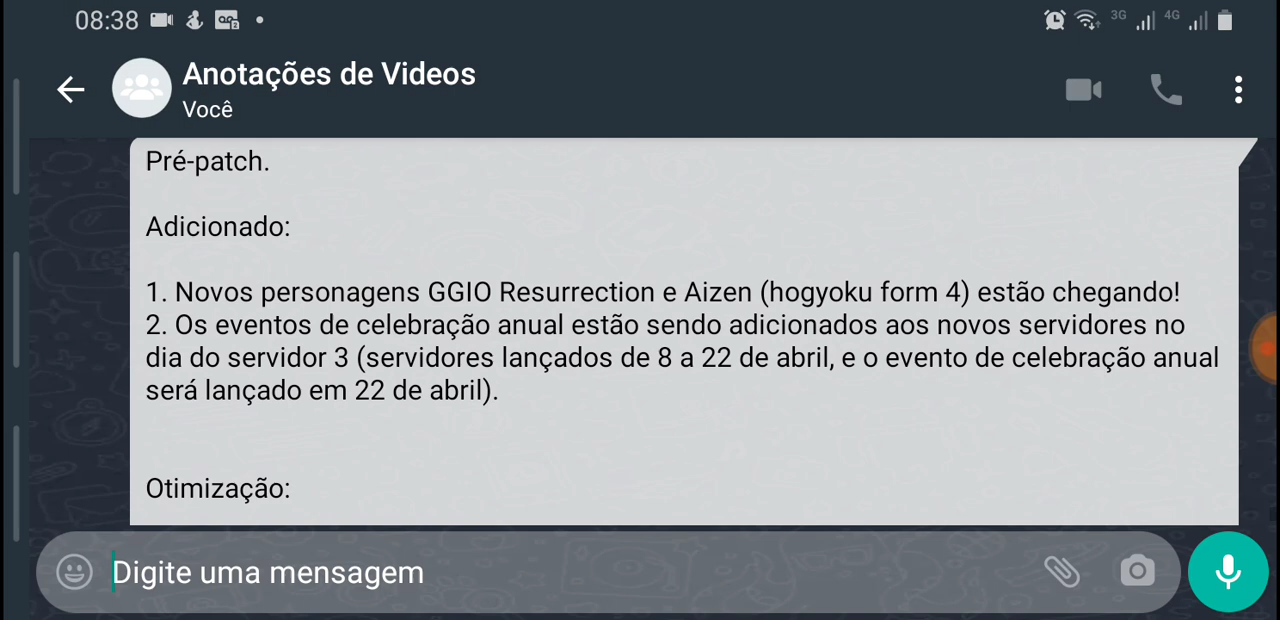 08:38
3G 4G
Anotações de Videos
Você
Pré-patch.
Adicionado:
1. Novos personagens GGIO Resurrection e Aizen (hogyoku form 4) estão chegando!
2. Os eventos de celebração anual estão sendo adicionados aos novos servidores no
dia do servidor 3 (servidores lançados de 8 a 22 de abril, e o evento de celebração anual
será lançado em 22 de abril).
Otimização:
Digite uma mensagem